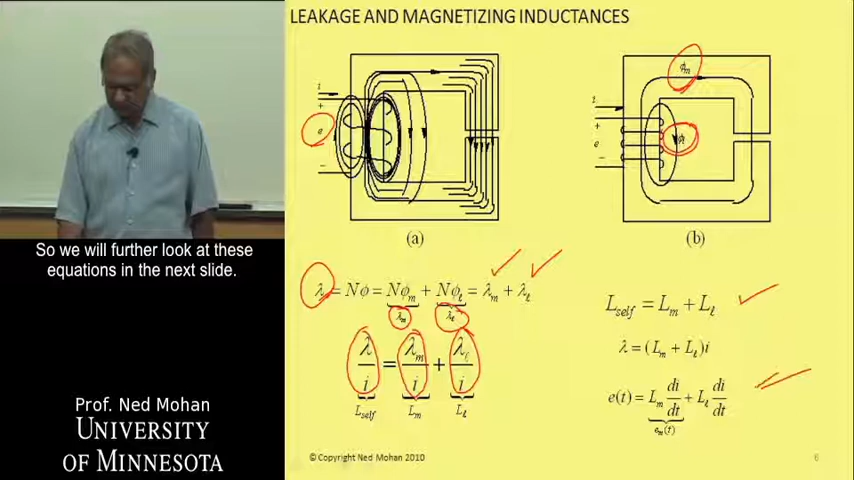 LEAKAGE AND MAGNETIZING INDUCTANCES
i
+
e
−
(a)
ϕm
i
+
e
−
(b)
λ = Nϕ = Nϕm + Nϕℓ = λm + λℓ
λm λℓ
λ/i = λm/i + λℓ/i
Lself Lm Lℓ
Lself = Lm + Lℓ
λ = (Lm + Lℓ)i
e(t) = Lm di/dt + Lℓ di/dt
em(t)
So we will further look at these
equations in the next slide.
Prof. Ned Mohan
UNIVERSITY
OF MINNESOTA
© Copyright Ned Mohan 2010
6